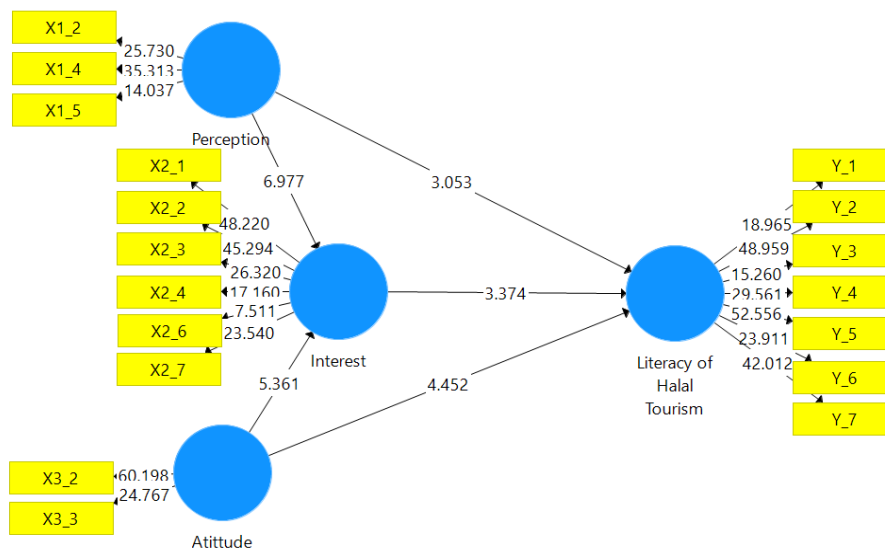 X1_2
25.730
X1_4
35.313
14.037
X1_5
Perception
X2_1
6.977
3.053
Y_1
X2_2
48.220
18.965
Y_2
X2_3
45.294
48.959
Y_3
26.320
15.260
X2_4
17.160
3.374
29.561
Y_4
7.511
52.556
X2_6
23.540
23.911
Y_5
X2_7
Interest
Literacy of
Halal
Tourism
42.012
Y_6
5.361
4.452
Y_7
X3_2
60.198
24.767
X3_3
Atittude